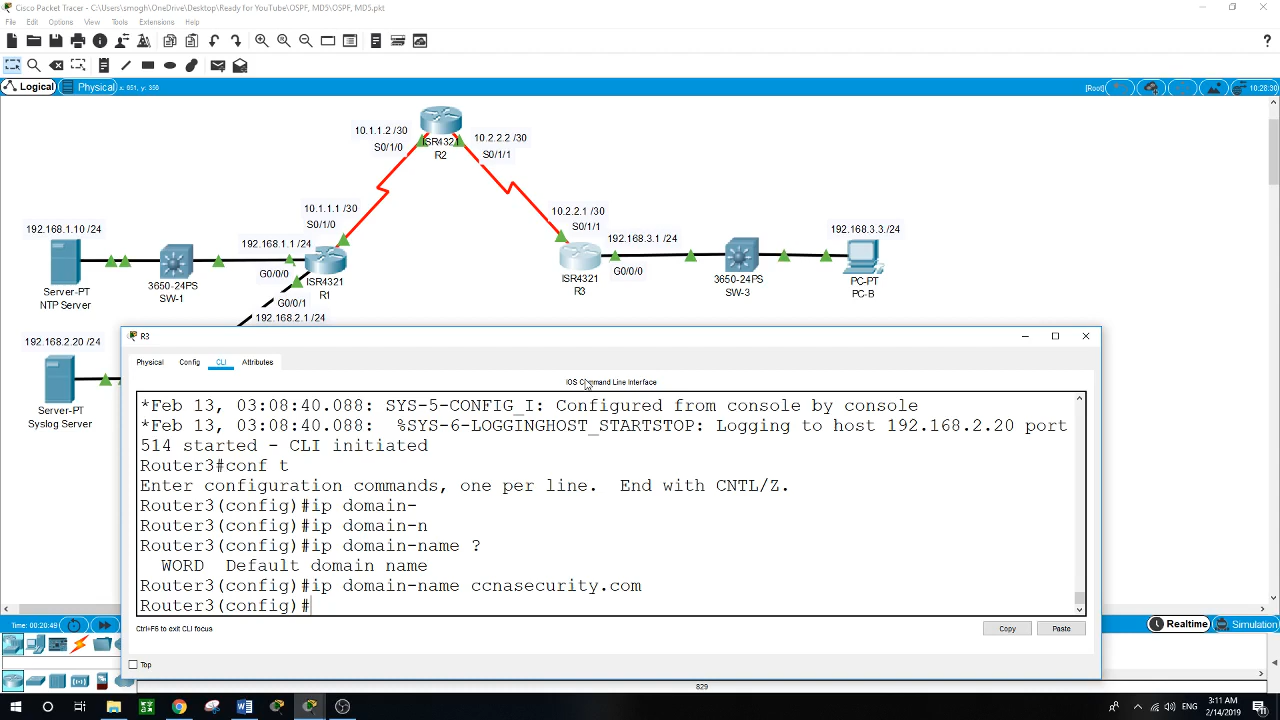 Cisco Packet Tracer - C:\Users\smogh\OneDrive\Desktop\Ready for YouTube\OSPF, MD5\OSPF, MD5.pkt
File Edit Options View Tools Extensions Help
?
Logical Physical x: 851, y: 350 [Root] 10:28:30
10.1.1.2 /30 10.2.2.2 /30
S0/1/0 ISR4321 S0/1/1
R2
10.1.1.1 /30 10.2.2.1 /30
S0/1/0 S0/1/1
192.168.1.10 /24 192.168.1.1 /24 192.168.3.1 /24 192.168.3.3 /24
G0/0/0 G0/0/0
Server-PT 3650-24PS ISR4321 ISR4321 3650-24PS PC-PT
NTP Server SW-1 R1 R3 SW-3 PC-B
G0/0/1
192.168.2.1 /24
192.168.2.20 /24
Server-PT
Syslog Server
R3
Physical Config CLI Attributes
IOS Command Line Interface
*Feb 13, 03:08:40.088: SYS-5-CONFIG_I: Configured from console by console
*Feb 13, 03:08:40.088: %SYS-6-LOGGINGHOST_STARTSTOP: Logging to host 192.168.2.20 port
514 started - CLI initiated
Router3#conf t
Enter configuration commands, one per line. End with CNTL/Z.
Router3(config)#ip domain-
Router3(config)#ip domain-n
Router3(config)#ip domain-name ?
WORD Default domain name
Router3(config)#ip domain-name ccnasecurity.com
Router3(config)#
Ctrl+F6 to exit CLI focus Copy Paste
Top
Time: 00:20:49 Realtime Simulation
829
3:11 AM
2/14/2019